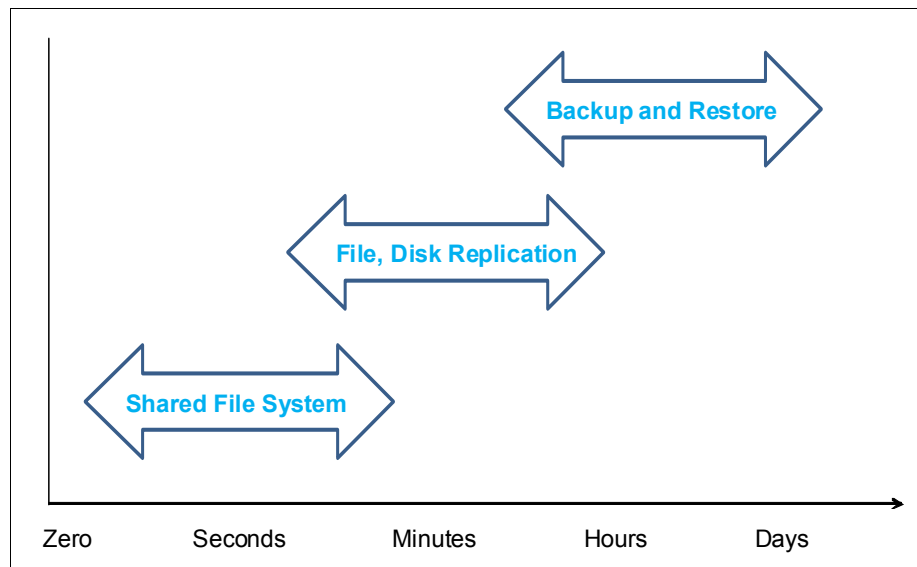 Backup and Restore
File, Disk Replication
Shared File System
Zero Seconds Minutes Hours Days